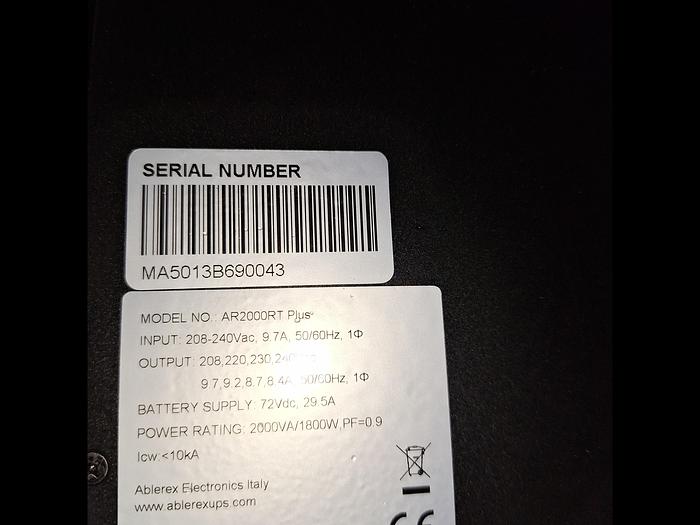 SERIAL NUMBER
MA5013B690043
MODEL NO.: AR2000RT Plus
INPUT: 208-240Vac, 9.7A, 50/60Hz, 1Φ
OUTPUT: 208,220,230,240
9.7,9.2,8.7,8.4A, 50/60Hz, 1Φ
BATTERY SUPPLY: 72Vdc, 29.5A
POWER RATING: 2000VA/1800W,PF=0.9
Icw:<10kA
Ablerex Electronics Italy
www.ablerexups.com